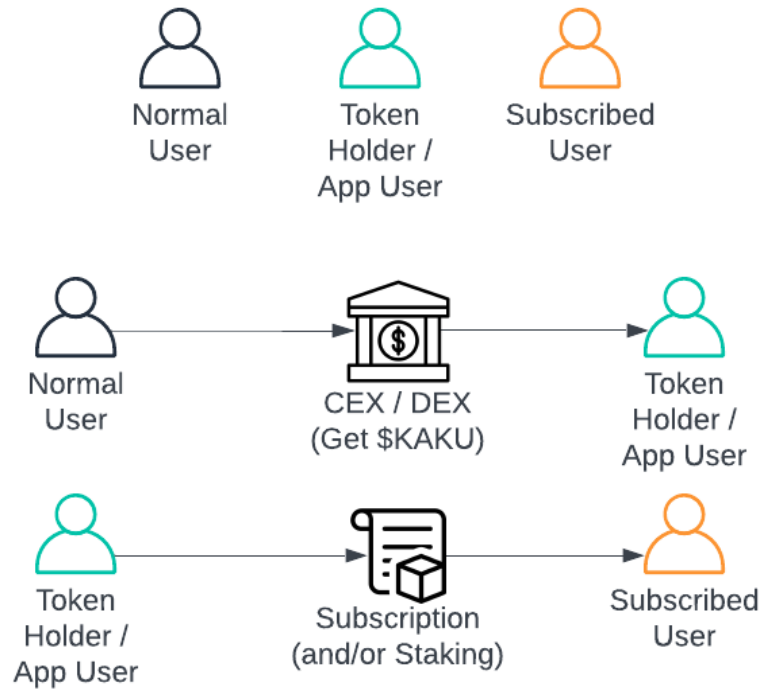 Normal
User
Token
Holder /
App User
Subscribed
User
Normal
User
$
CEX / DEX
(Get $KAKU)
Token
Holder /
App User
Token
Holder /
App User
Subscription
(and/or Staking)
Subscribed
User